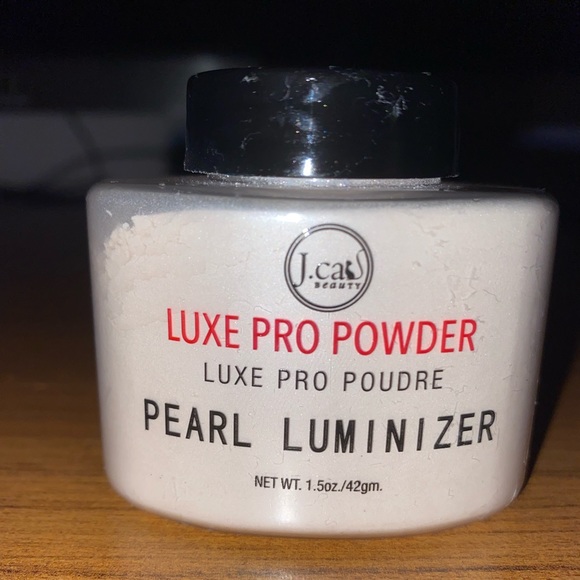 J.cat
BEAUTY
LUXE PRO POWDER
LUXE PRO POUDRE
PEARL LUMINIZER
NET WT. 1.5oz./42gm.